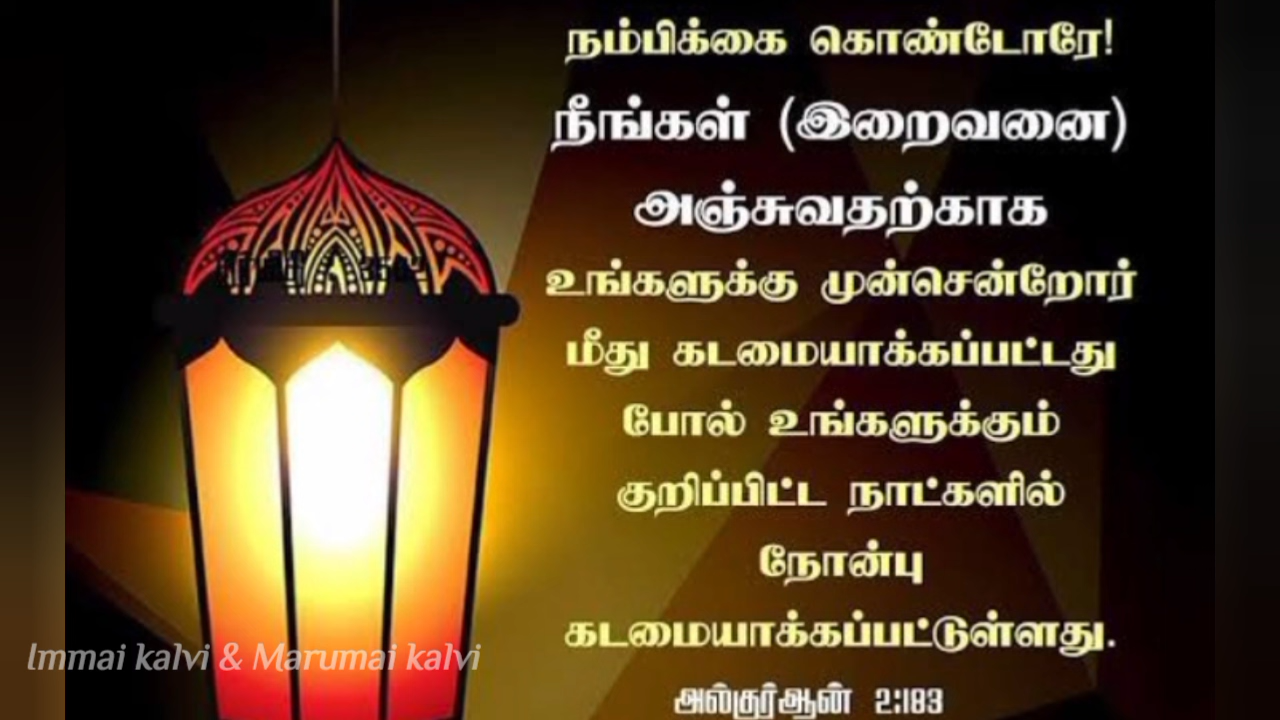 நம்பிக்கை கொண்டோரே!
நீங்கள் (இறைவனை)
அஞ்சுவதற்காக
உங்களுக்கு முன்சென்றோர்
மீது கடமையாக்கப்பட்டது
போல் உங்களுக்கும்
குறிப்பிட்ட நாட்களில்
நோன்பு
கடமையாக்கப்பட்டுள்ளது.
அல்குர்ஆன் 2:183
Immai kalvi & Marumai kalvi